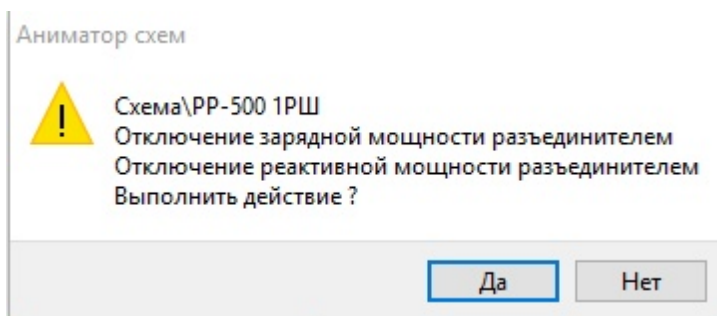 Аниматор схем
Схема\РР-500 1РШ
Отключение зарядной мощности разъединителем
Отключение реактивной мощности разъединителем
Выполнить действие ?
Да
Нет